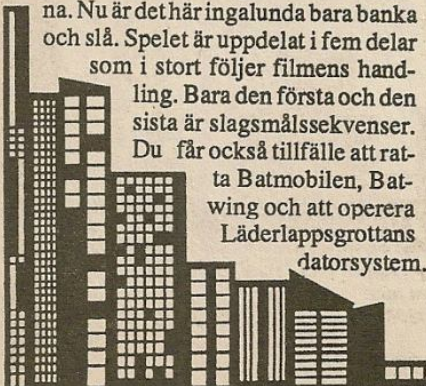 na. Nu är det här ingalunda bara banka
och slå. Spelet är uppdelat i fem delar
som i stort följer filmens hand-
ling. Bara den första och den
sista är slagsmålssekvenser.
Du får också tillfälle att rat-
ta Batmobilen, Bat-
wing och att operera
Läderlappsgrottans
datorsystem.